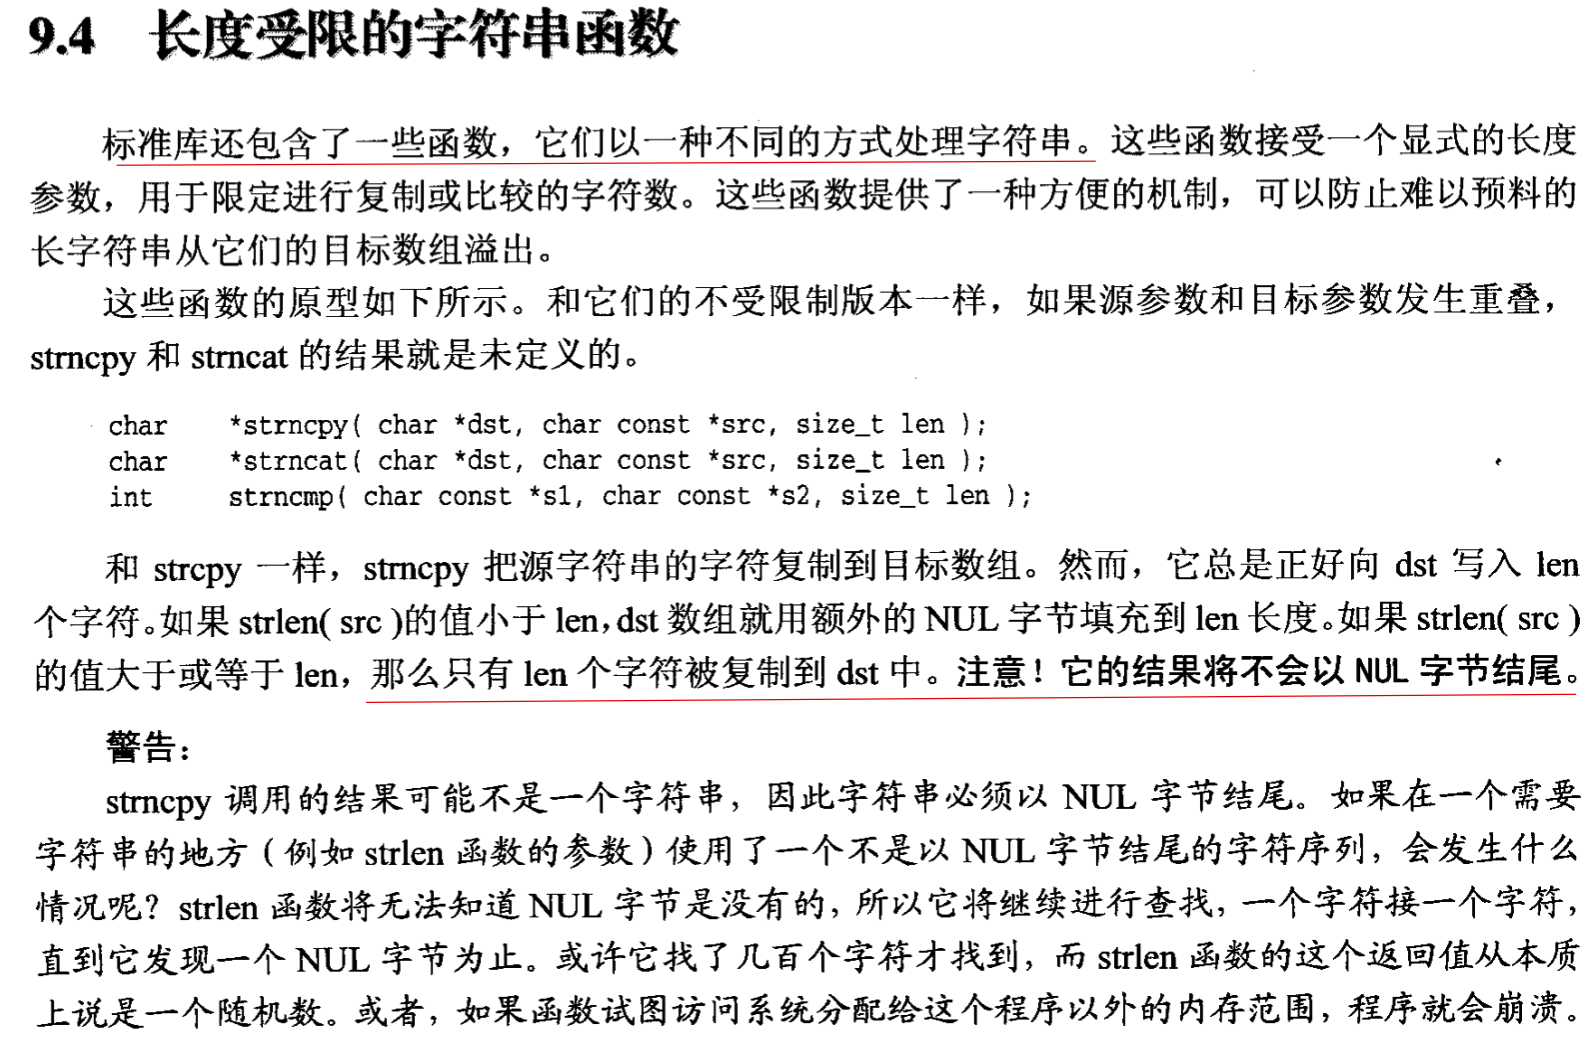 9.4 长度受限的字符串函数
标准库还包含了一些函数，它们以一种不同的方式处理字符串。这些函数接受一个显式的长度
参数，用于限定进行复制或比较的字符数。这些函数提供了一种方便的机制，可以防止难以预料的
长字符串从它们的目标数组溢出。
这些函数的原型如下所示。和它们的不受限制版本一样，如果源参数和目标参数发生重叠，
strncpy 和 strncat 的结果就是未定义的。
char *strncpy( char *dst, char const *src, size_t len );
char *strncat( char *dst, char const *src, size_t len );
int strncmp( char const *s1, char const *s2, size_t len );
和 strcpy 一样，strncpy 把源字符串的字符复制到目标数组。然而，它总是正好向 dst 写入 len
个字符。如果 strlen( src )的值小于 len，dst 数组就用额外的 NUL 字节填充到 len 长度。如果 strlen( src )
的值大于或等于 len，那么只有 len 个字符被复制到 dst 中。注意！它的结果将不会以 NUL 字节结尾。
警告：
strncpy 调用的结果可能不是一个字符串，因此字符串必须以 NUL 字节结尾。如果在一个需要
字符串的地方（例如 strlen 函数的参数）使用了一个不是以 NUL 字节结尾的字符序列，会发生什么
情况呢？strlen 函数将无法知道 NUL 字节是没有的，所以它将继续进行查找，一个字符接一个字符，
直到它发现一个 NUL 字节为止。或许它找了几百个字符才找到，而 strlen 函数的这个返回值从本质
上说是一个随机数。或者，如果函数试图访问系统分配给这个程序以外的内存范围，程序就会崩溃。